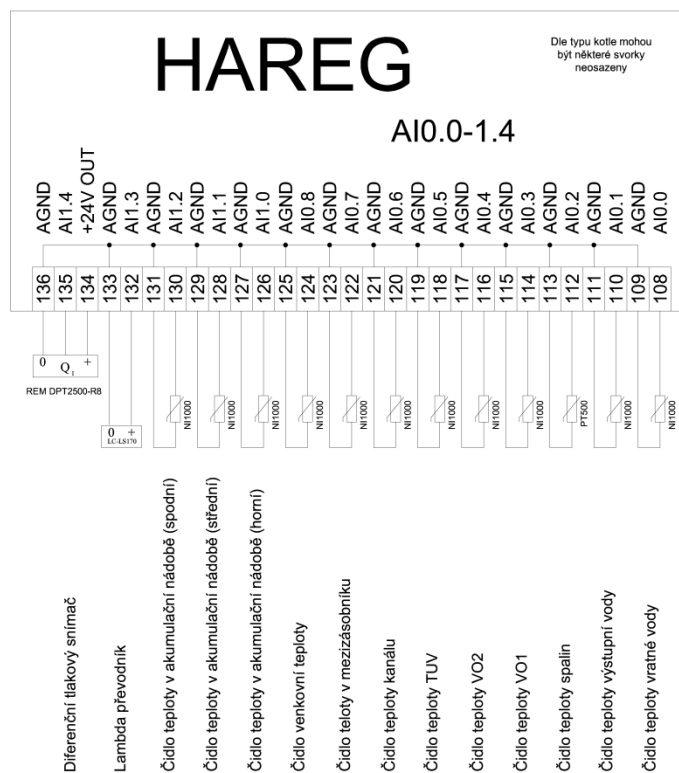 HAREG
Dle typu kotle mohou
být některé svorky
neosazeny
AI0.0-1.4
AGND
AI1.4
+24V OUT
AGND
AI1.3
AGND
AI1.2
AGND
AI1.1
AGND
AI1.0
AGND
AI0.8
AGND
AI0.7
AGND
AI0.6
AGND
AI0.5
AGND
AI0.4
AGND
AI0.3
AGND
AI0.2
AGND
AI0.1
AGND
AI0.0
136
135
134
133
132
131
130
129
128
127
126
125
124
123
122
121
120
119
118
117
116
115
114
113
112
111
110
109
108
0 Q1 +
REM DPT2500-R8
0 +
LC-LS170
NI1000
NI1000
NI1000
NI1000
NI1000
NI1000
NI1000
NI1000
NI1000
PT500
NI1000
NI1000
Diferenční tlakový snímač
Lambda převodník
Čidlo teploty v akumulační nádobě (spodní)
Čidlo teploty v akumulační nádobě (střední)
Čidlo teploty v akumulační nádobě (horní)
Čidlo venkovní teploty
Čidlo teloty v mezizásobníku
Čidlo teploty kanálu
Čidlo teploty TUV
Čidlo teploty VO2
Čidlo teploty VO1
Čidlo teploty spalin
Čidlo teploty výstupní vody
Čidlo teploty vratné vody